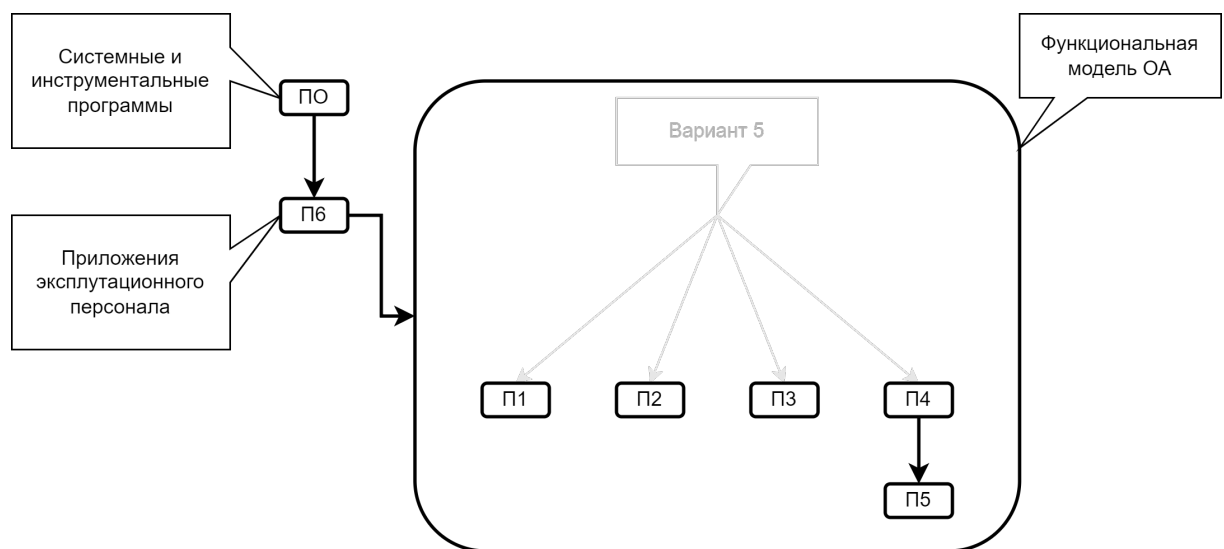 Системные и
инструментальные
программы
ПО
Функциональная
модель ОА
Вариант 5
П6
Приложения
эксплутационного
персонала
П1
П2
П3
П4
П5